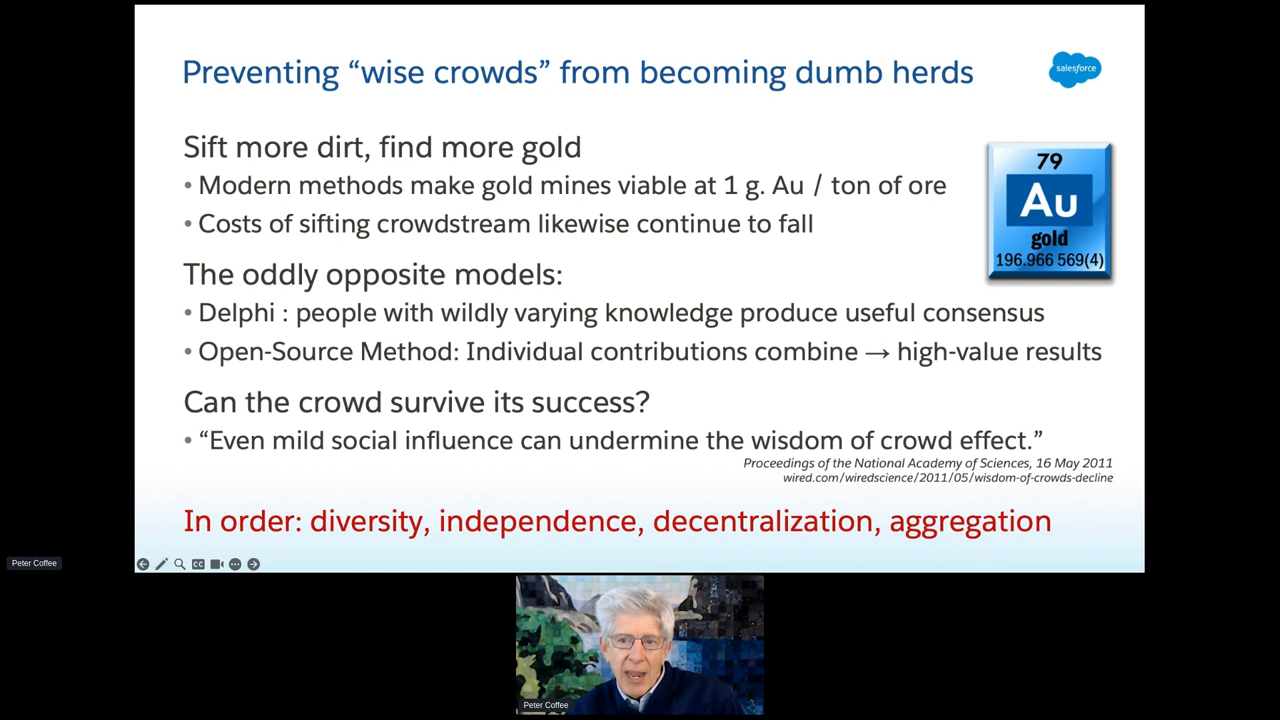 Preventing “wise crowds” from becoming dumb herds
salesforce
Sift more dirt, find more gold
• Modern methods make gold mines viable at 1 g. Au / ton of ore
• Costs of sifting crowdstream likewise continue to fall
79
Au
gold
196.966 569(4)
The oddly opposite models:
• Delphi : people with wildly varying knowledge produce useful consensus
• Open-Source Method: Individual contributions combine → high-value results
Can the crowd survive its success?
• “Even mild social influence can undermine the wisdom of crowd effect.”
Proceedings of the National Academy of Sciences, 16 May 2011
wired.com/wiredscience/2011/05/wisdom-of-crowds-decline
In order: diversity, independence, decentralization, aggregation
Peter Coffee
CC
Peter Coffee